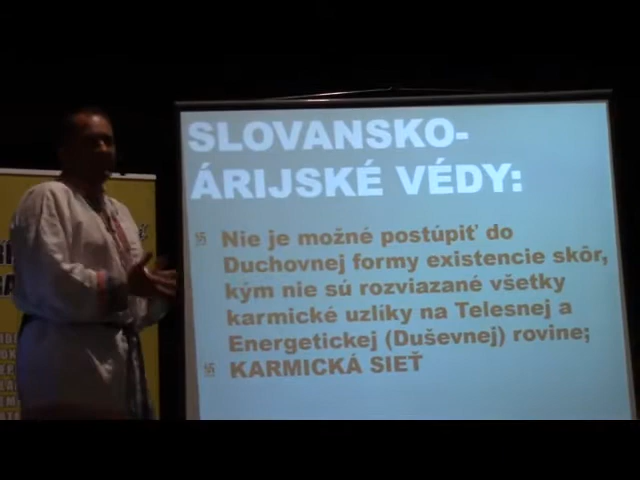 SLOVANSKO-
ÁRIJSKÉ VÉDY:
Nie je možné postúpiť do
Duchovnej formy existencie skôr,
kým nie sú rozviazané všetky
karmické uzlíky na Telesnej a
Energetickej (Duševnej) rovine;
KARMICKÁ SIEŤ